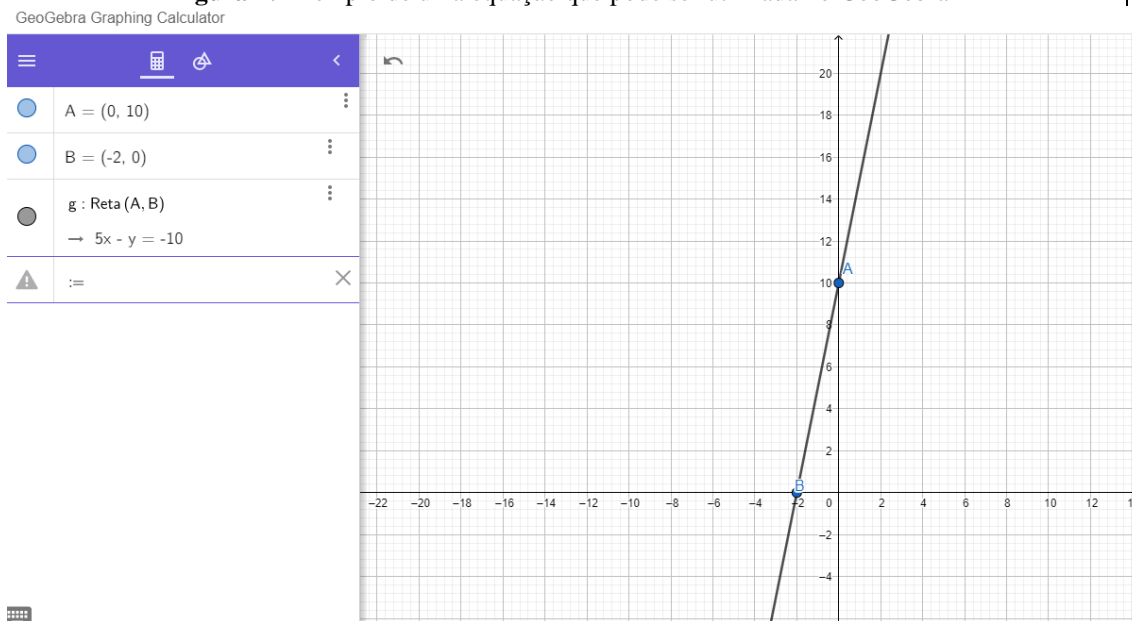 GeoGebra Graphing Calculator
A = (0, 10)
B = (-2, 0)
g : Reta (A, B)
→ 5x - y = -10
:=
20
18
16
14
12
A
10
8
6
4
2
B
−22 −20 −18 −16 −14 −12 −10 −8 −6 −4 −2 0 2 4 6 8 10 12
−2
−4